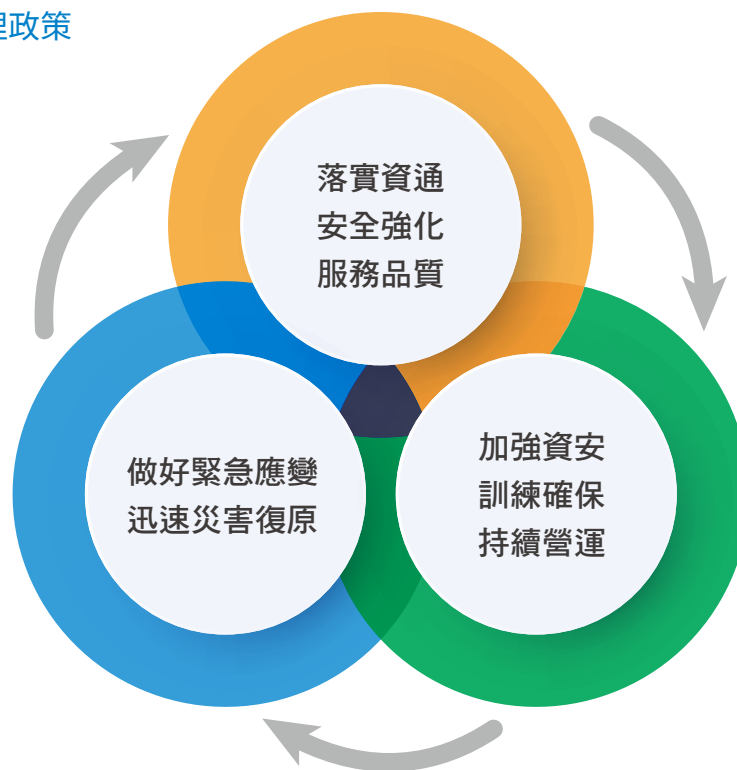 理政策
落實資通
安全強化
服務品質
做好緊急應變
迅速災害復原
加強資安
訓練確保
持續營運